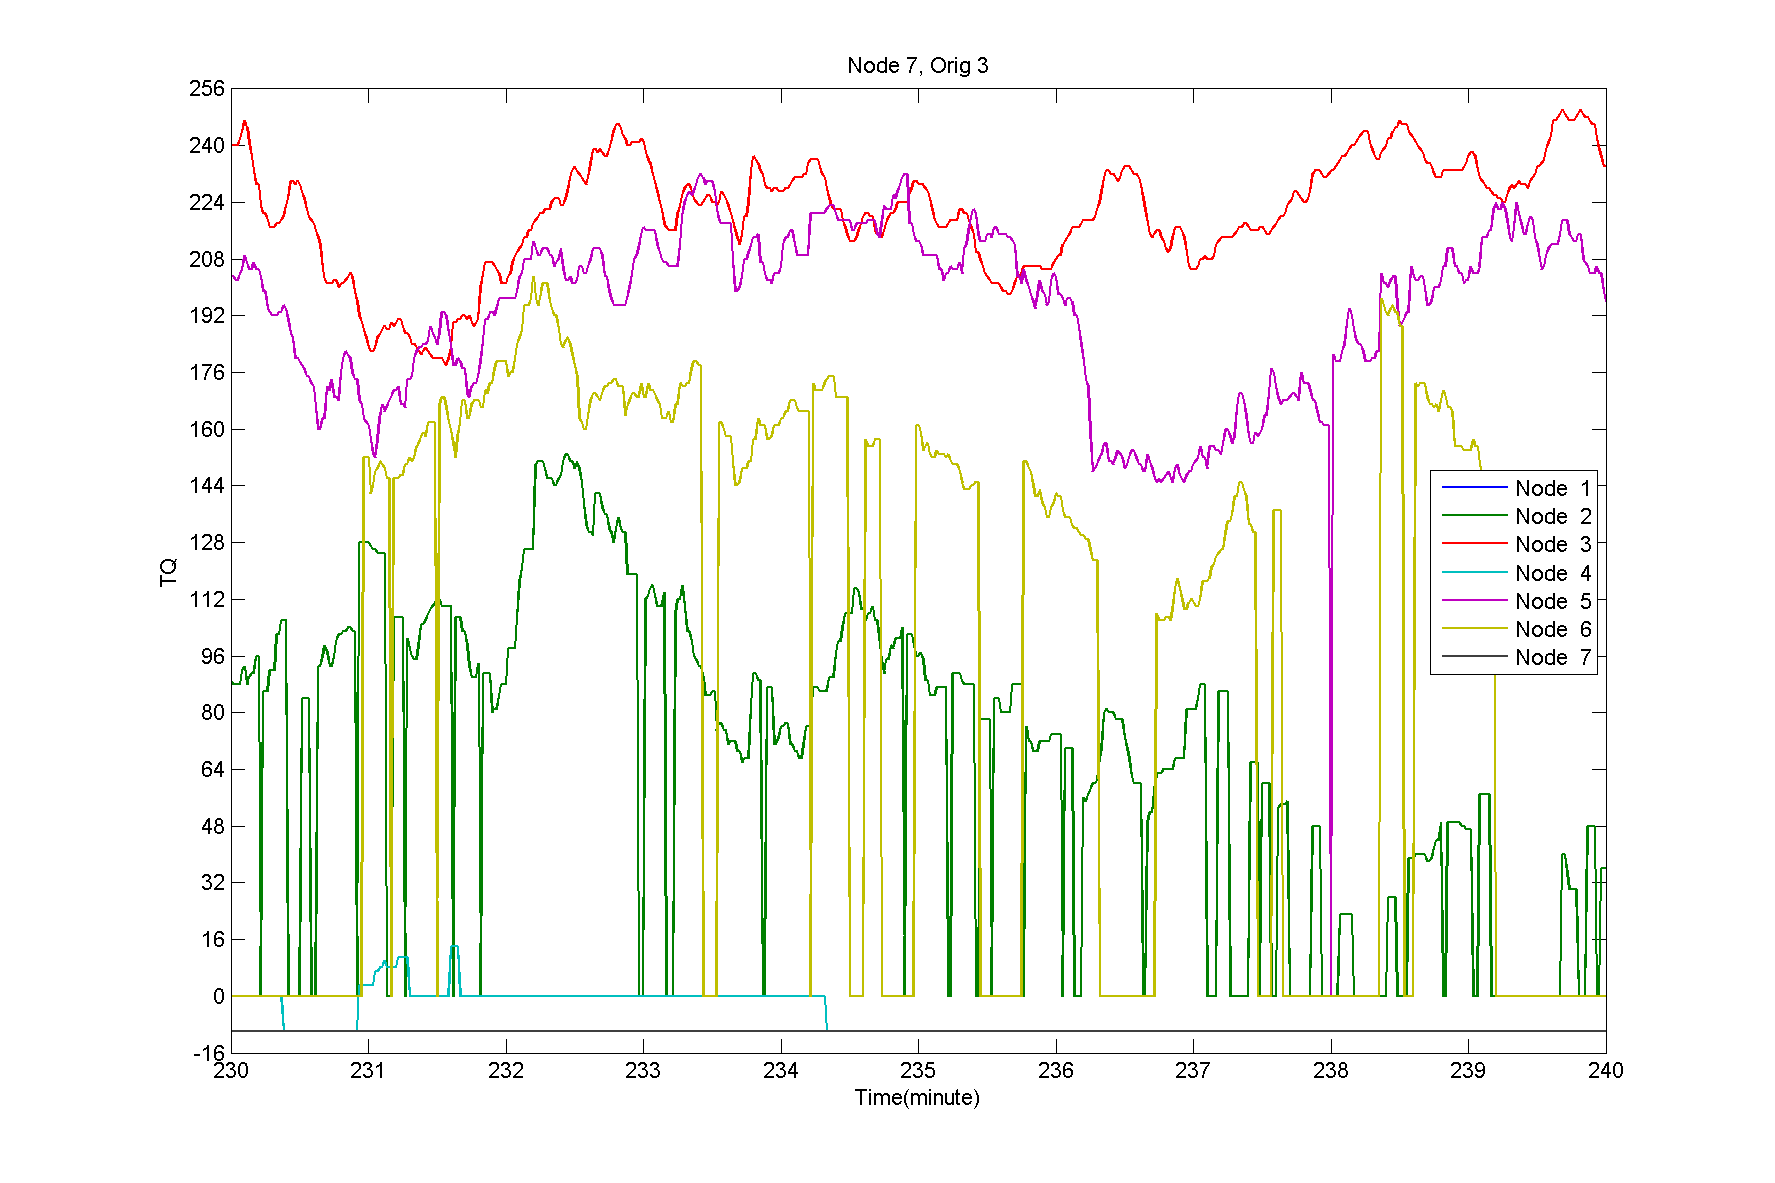 Node 7, Orig 3
256
240
224
208
192
176
160
144
128
112
96
80
64
48
32
16
0
-16
TQ
Node 1
Node 2
Node 3
Node 4
Node 5
Node 6
Node 7
230 231 232 233 234 235 236 237 238 239 240
Time(minute)